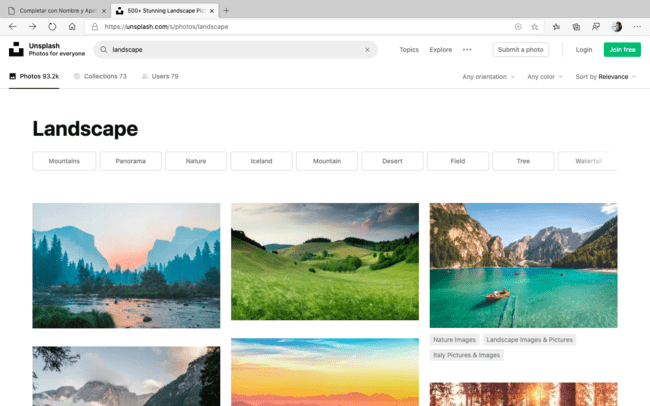 Completar con Nombre y Apel
500+ Stunning Landscape Pic
https://unsplash.com/s/photos/landscape
Unsplash
Photos for everyone
landscape
Topics
Explore
Submit a photo
Login
Join free
Photos 93.2k
Collections 73
Users 79
Any orientation
Any color
Sort by Relevance
Landscape
Mountains
Panorama
Nature
Iceland
Mountain
Desert
Field
Tree
Waterfall
Nature Images
Landscape Images & Pictures
Italy Pictures & Images